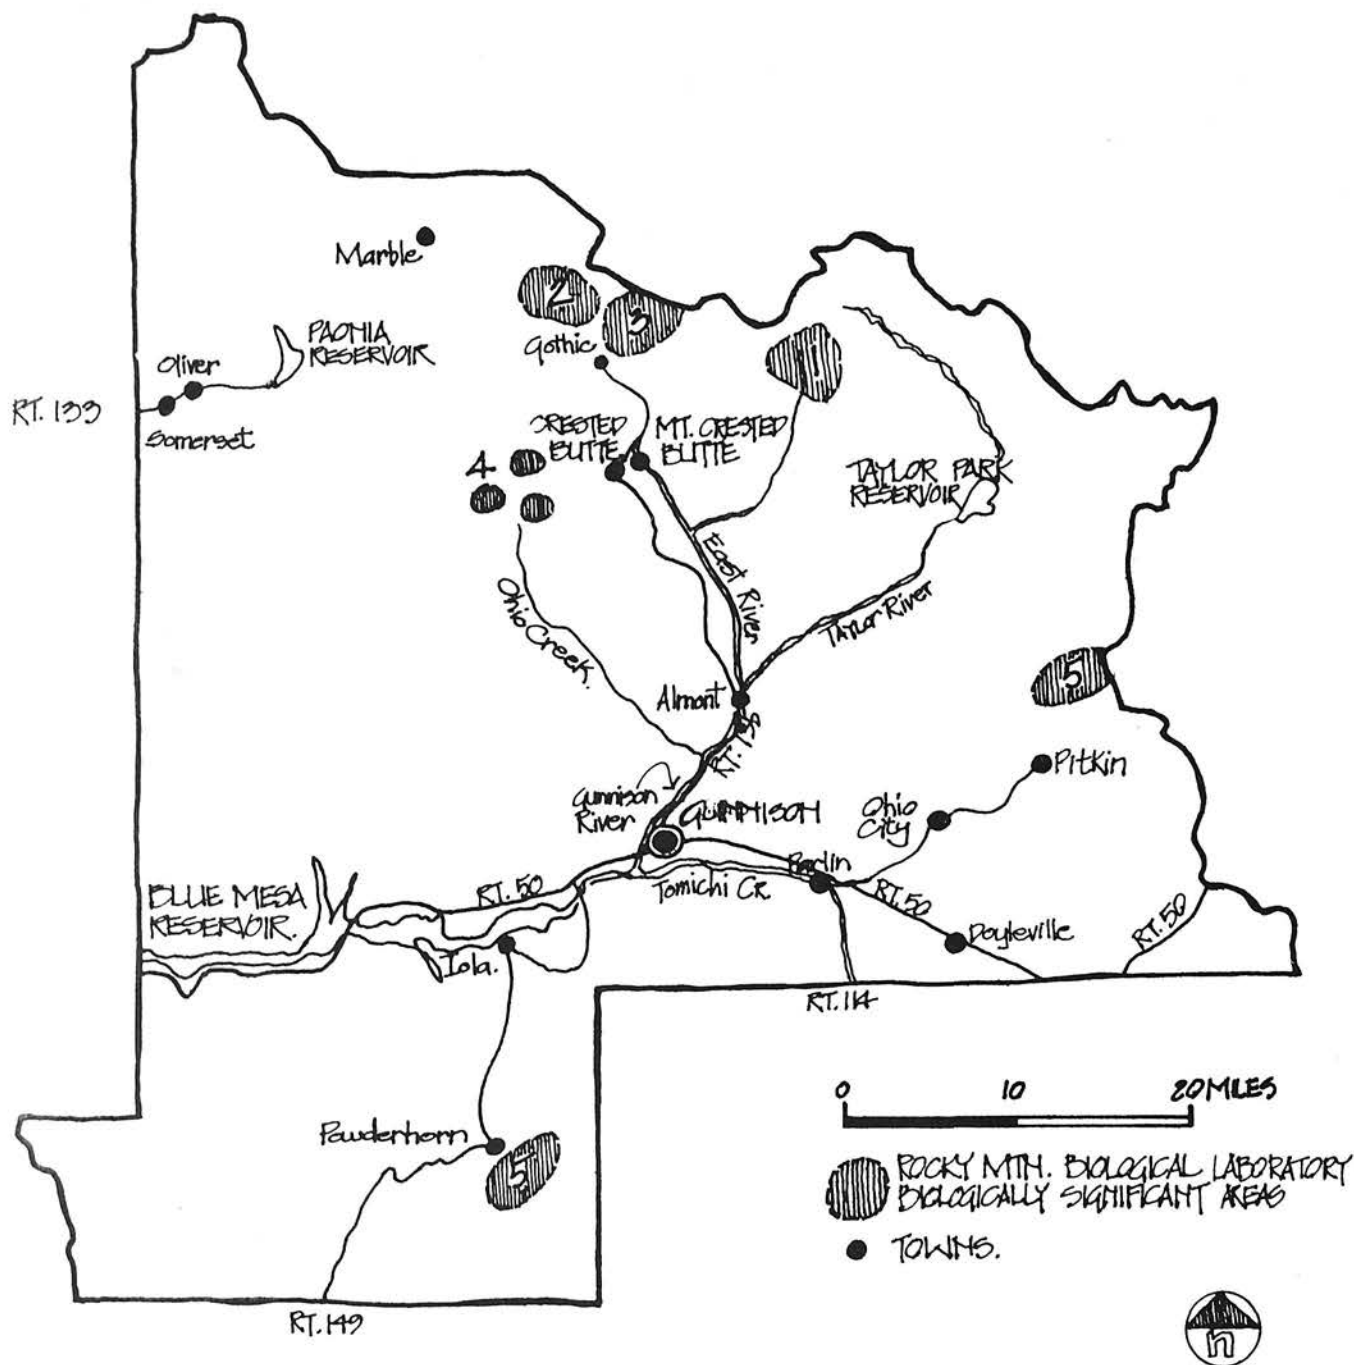 Marble
2
3
1
PAONIA
RESERVOIR
Gothic
Oliver
RT. 133
Somerset
CRESTED
BUTTE
MT. CRESTED
BUTTE
4
TAYLOR PARK
RESERVOIR
East River
Ohio Creek.
Taylor River
5
Almont
RT. 135
Pitkin
Gunnison
River
GUNNISON
Ohio
City
Parlin
BLUE MESA
RESERVOIR.
RT. 50
Tomichi Cr.
RT. 50
RT. 50
Doyleville
Iola.
RT. 114
0 10 20 MILES
Powderhorn
5
ROCKY MTN. BIOLOGICAL LABORATORY
BIOLOGICALLY SIGNIFICANT AREAS
TOWNS.
RT. 149
n